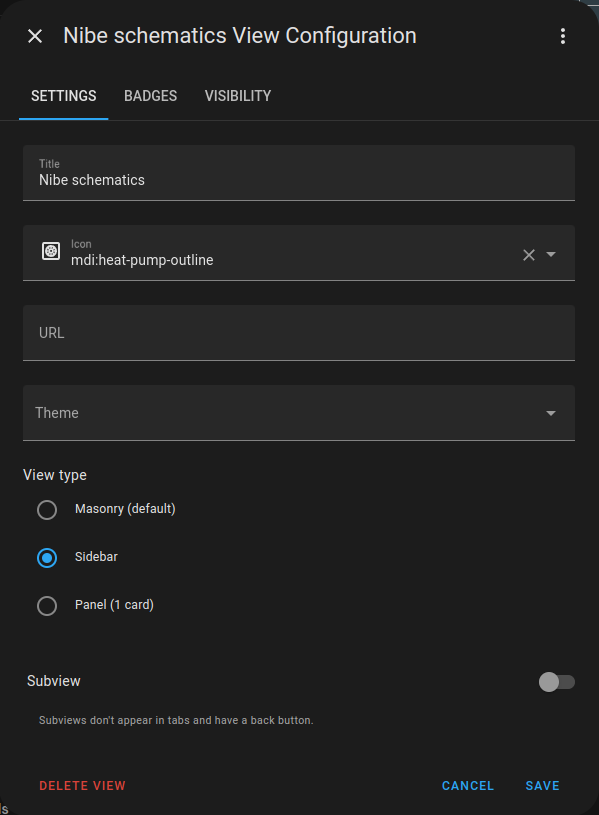 Nibe schematics View Configuration
SETTINGS BADGES VISIBILITY
Title
Nibe schematics
Icon
mdi:heat-pump-outline
URL
Theme
View type
Masonry (default)
Sidebar
Panel (1 card)
Subview
Subviews don't appear in tabs and have a back button.
DELETE VIEW CANCEL SAVE
ls